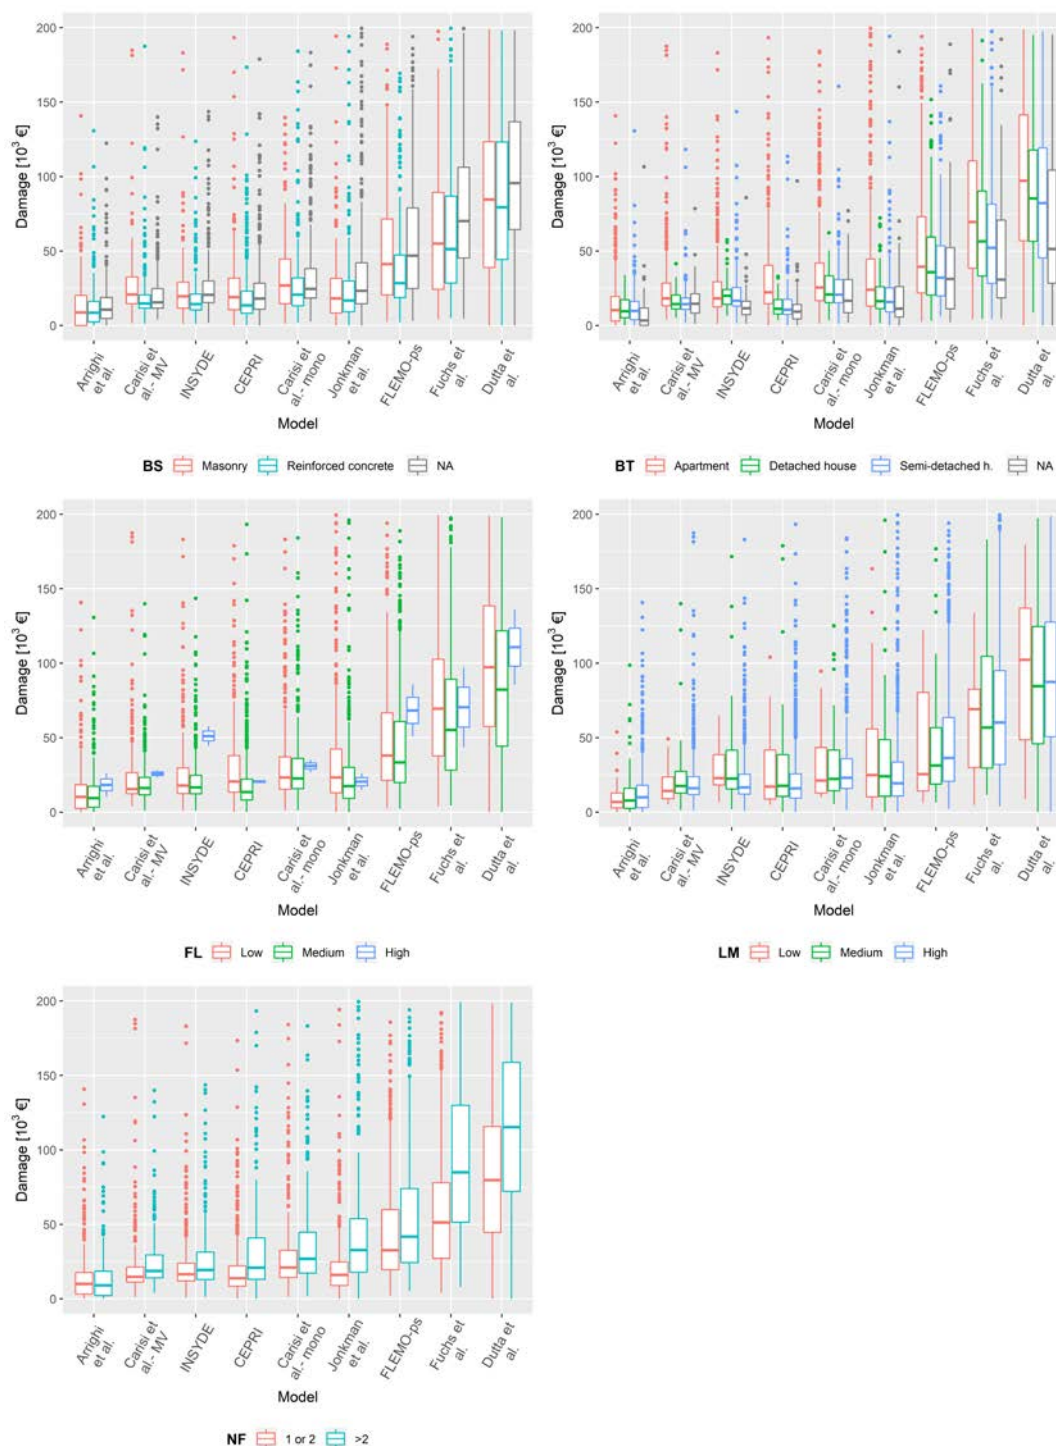 200
150
100
50
0
Damage [10³ €]
Arrighi et al.
Carisi et al.- MV
INSYDE
CEPRI
Carisi et al.- mono
Jonkman et al.
FLEMO-ps
Fuchs et al.
Dutta et al.
Model
BS Masonry Reinforced concrete NA
200
150
100
50
0
Damage [10³ €]
Arrighi et al.
Carisi et al.- MV
INSYDE
CEPRI
Carisi et al.- mono
Jonkman et al.
FLEMO-ps
Fuchs et al.
Dutta et al.
Model
BT Apartment Detached house Semi-detached h. NA
200
150
100
50
0
Damage [10³ €]
Arrighi et al.
Carisi et al.- MV
INSYDE
CEPRI
Carisi et al.- mono
Jonkman et al.
FLEMO-ps
Fuchs et al.
Dutta et al.
Model
FL Low Medium High
200
150
100
50
0
Damage [10³ €]
Arrighi et al.
Carisi et al.- MV
INSYDE
CEPRI
Carisi et al.- mono
Jonkman et al.
FLEMO-ps
Fuchs et al.
Dutta et al.
Model
LM Low Medium High
200
150
100
50
0
Damage [10³ €]
Arrighi et al.
Carisi et al.- MV
INSYDE
CEPRI
Carisi et al.- mono
Jonkman et al.
FLEMO-ps
Fuchs et al.
Dutta et al.
Model
NF 1 or 2 >2